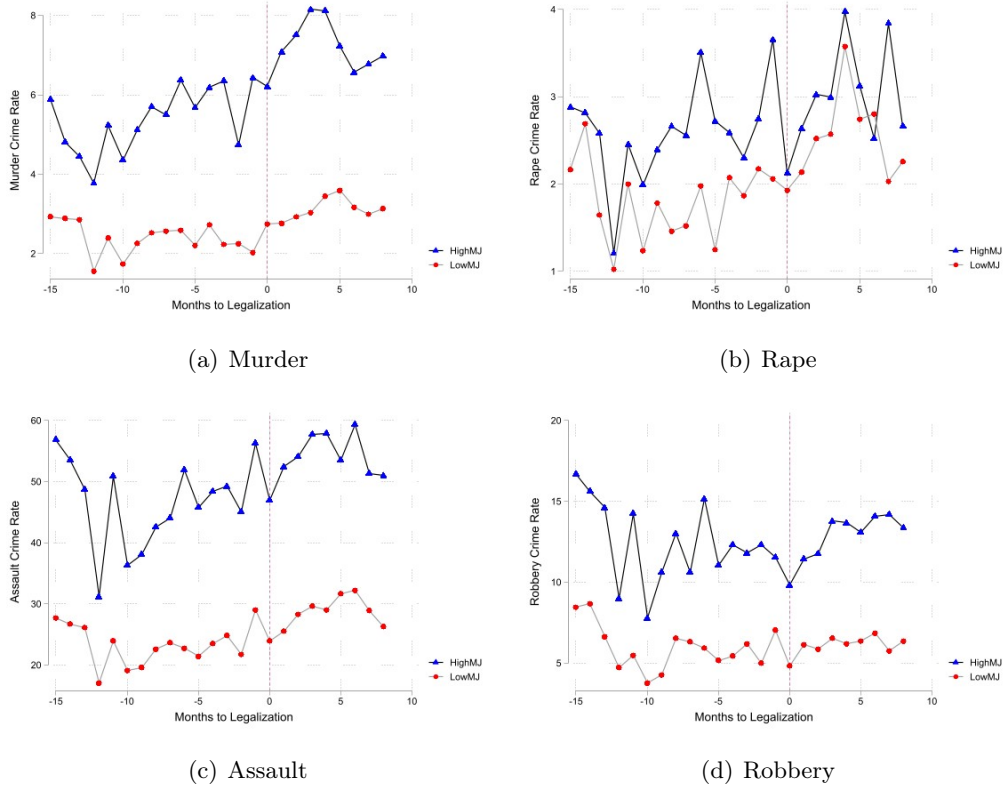 8
6
4
2
Murder Crime Rate
-15 -10 -5 0 5 10
Months to Legalization
HighMJ
LowMJ
(a) Murder
4
3
2
1
Rape Crime Rate
-15 -10 -5 0 5 10
Months to Legalization
HighMJ
LowMJ
(b) Rape
60
50
40
30
20
Assault Crime Rate
-15 -10 -5 0 5 10
Months to Legalization
HighMJ
LowMJ
(c) Assault
20
15
10
5
Robbery Crime Rate
-15 -10 -5 0 5 10
Months to Legalization
HighMJ
LowMJ
(d) Robbery